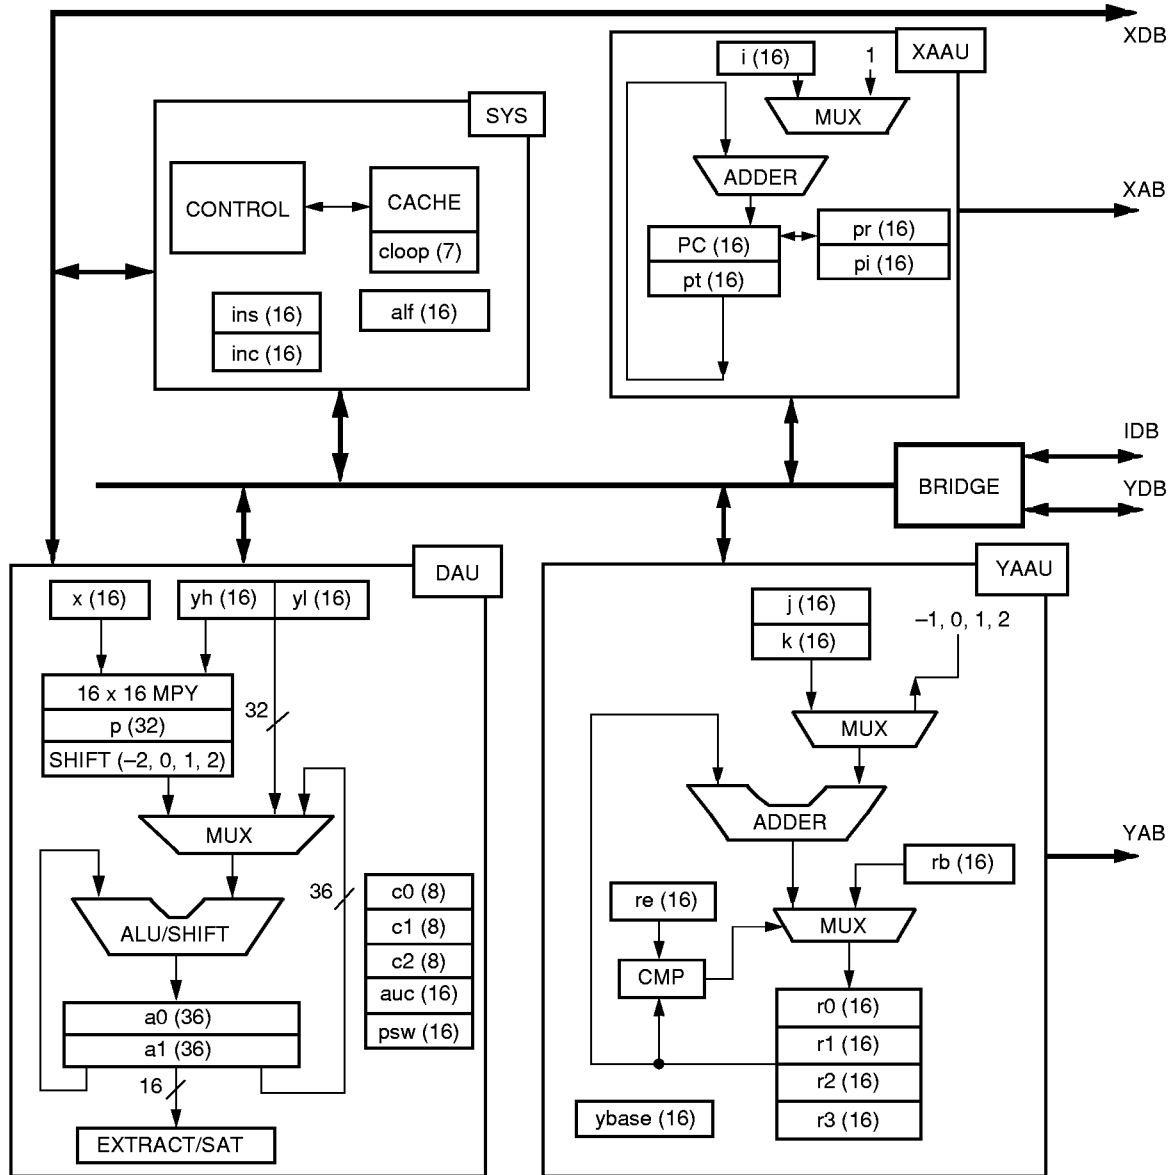 XDB
XAAU
i (16)
1
MUX
ADDER
PC (16)
pt (16)
pr (16)
pi (16)
XAB
SYS
CONTROL
CACHE
cloop (7)
ins (16)
inc (16)
alf (16)
IDB
BRIDGE
YDB
DAU
x (16)
yh (16)
yl (16)
16 x 16 MPY
p (32)
SHIFT (–2, 0, 1, 2)
32
MUX
36
ALU/SHIFT
a0 (36)
a1 (36)
16
EXTRACT/SAT
c0 (8)
c1 (8)
c2 (8)
auc (16)
psw (16)
YAAU
j (16)
k (16)
–1, 0, 1, 2
MUX
ADDER
rb (16)
re (16)
MUX
CMP
r0 (16)
r1 (16)
r2 (16)
r3 (16)
ybase (16)
YAB